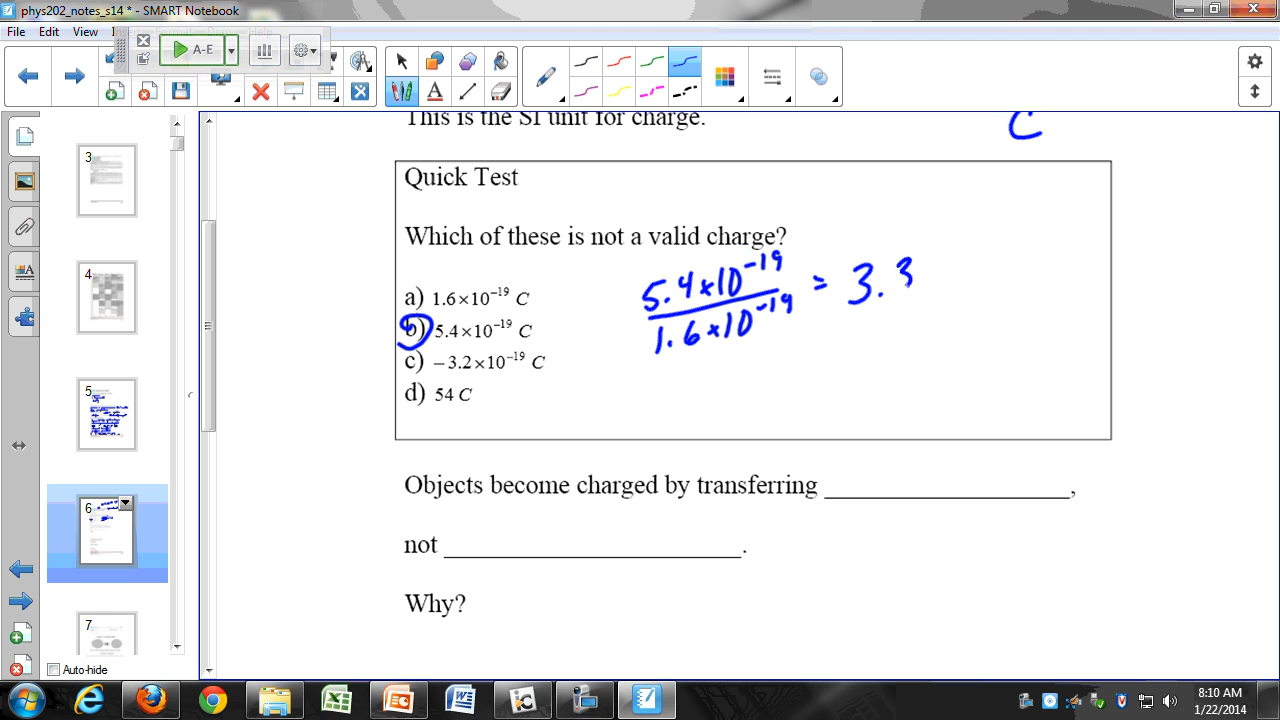 phys202_notes_s14 * - SMART Notebook
File Edit View
A-E
This is the SI unit for charge. C
Quick Test
Which of these is not a valid charge?
a) 1.6×10⁻¹⁹ C
b) 5.4×10⁻¹⁹ C
c) −3.2×10⁻¹⁹ C
d) 54 C
5.4×10⁻¹⁹
1.6×10⁻¹⁹
= 3.3
Objects become charged by transferring ____________________,
not ________________________.
Why?
3
4
5
6
7
Auto-hide
8:10 AM
1/22/2014